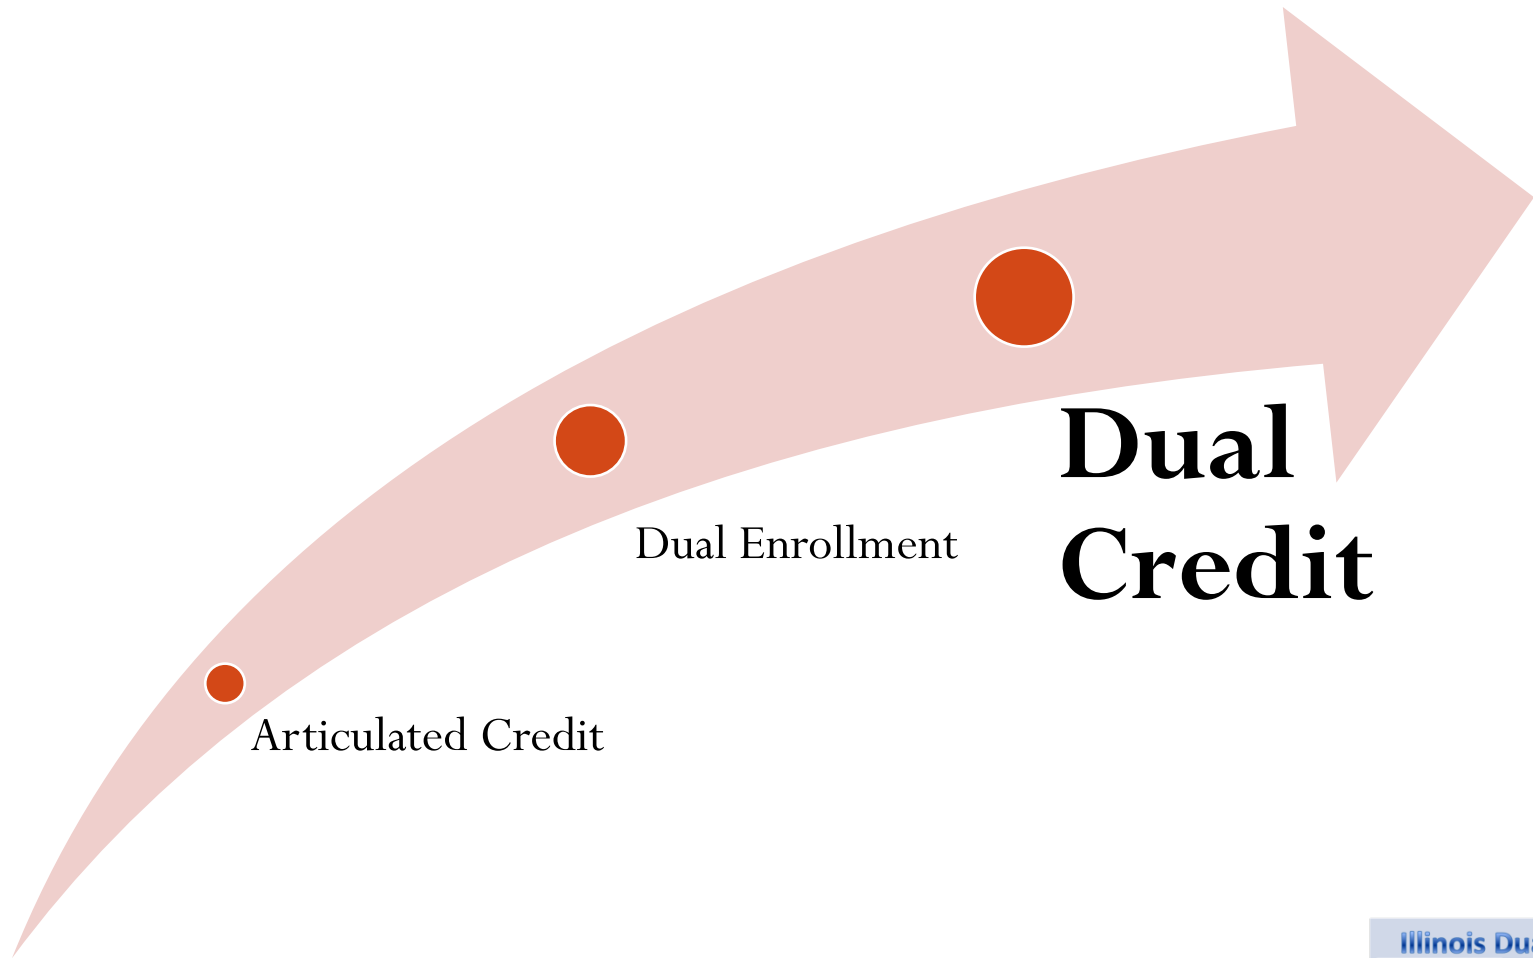 Dual
Credit
Dual Enrollment
Articulated Credit
Illinois